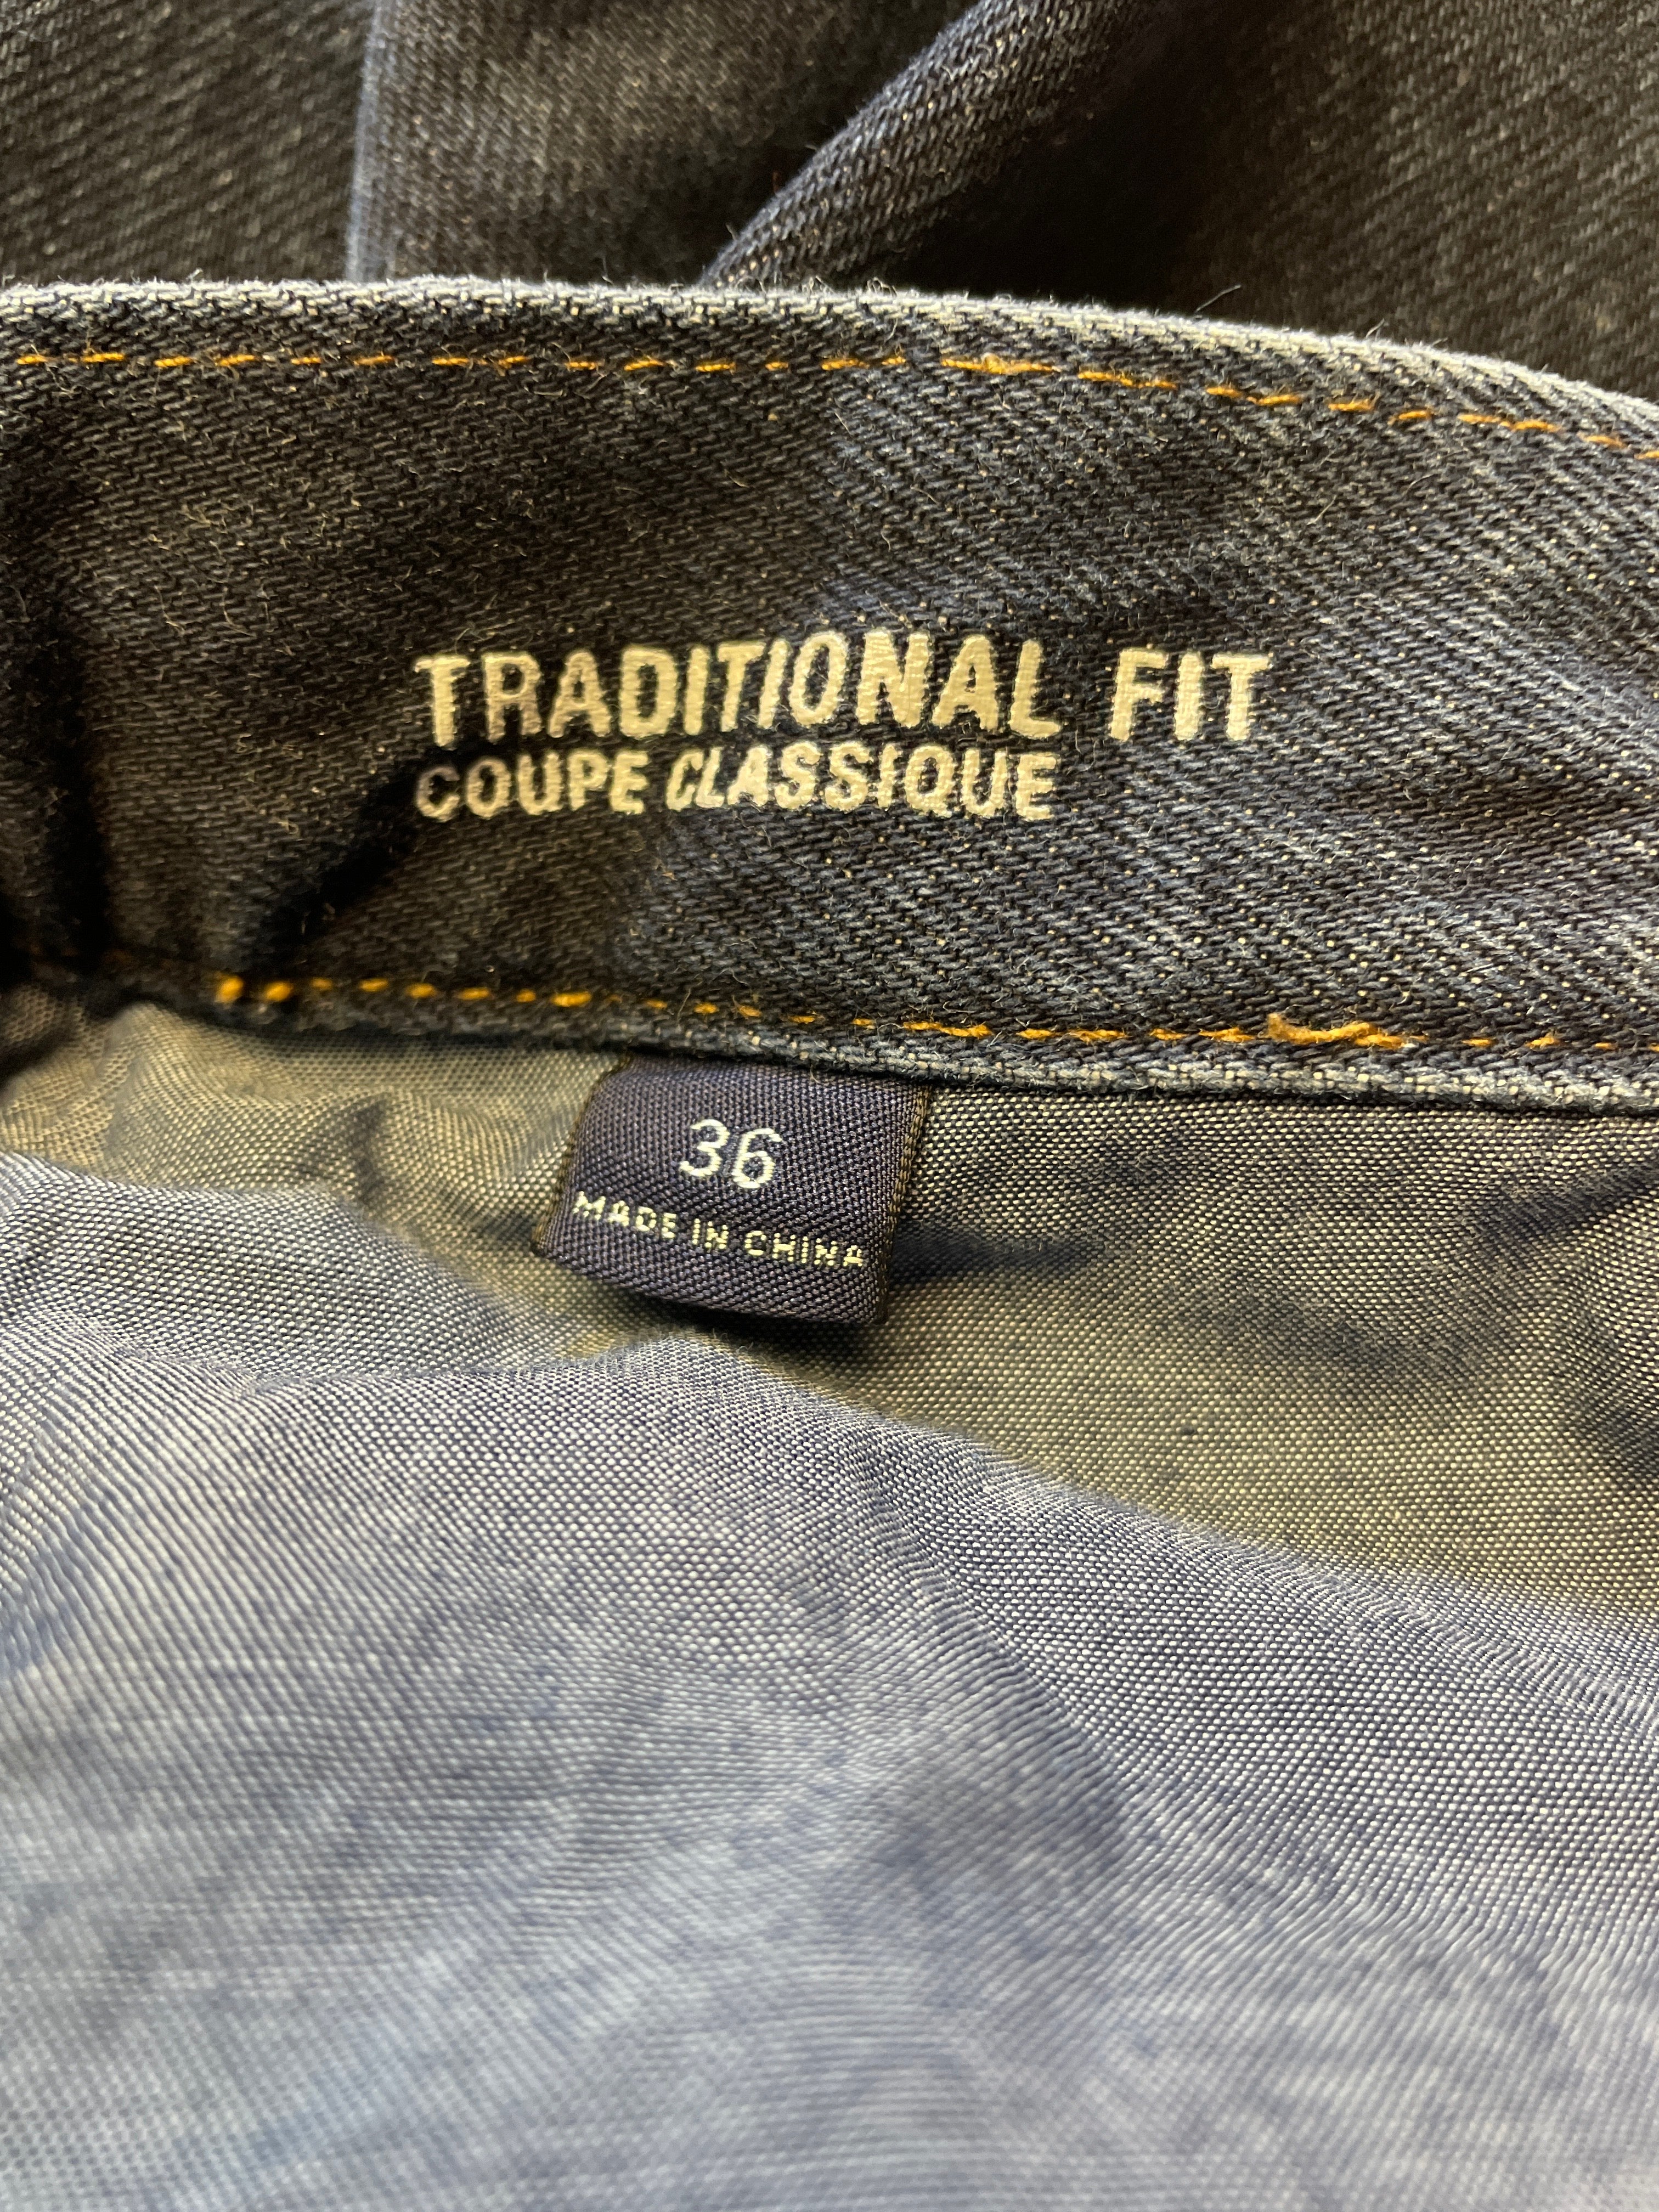 TRADITIONAL FIT
COUPE CLASSIQUE
36
MADE IN CHINA